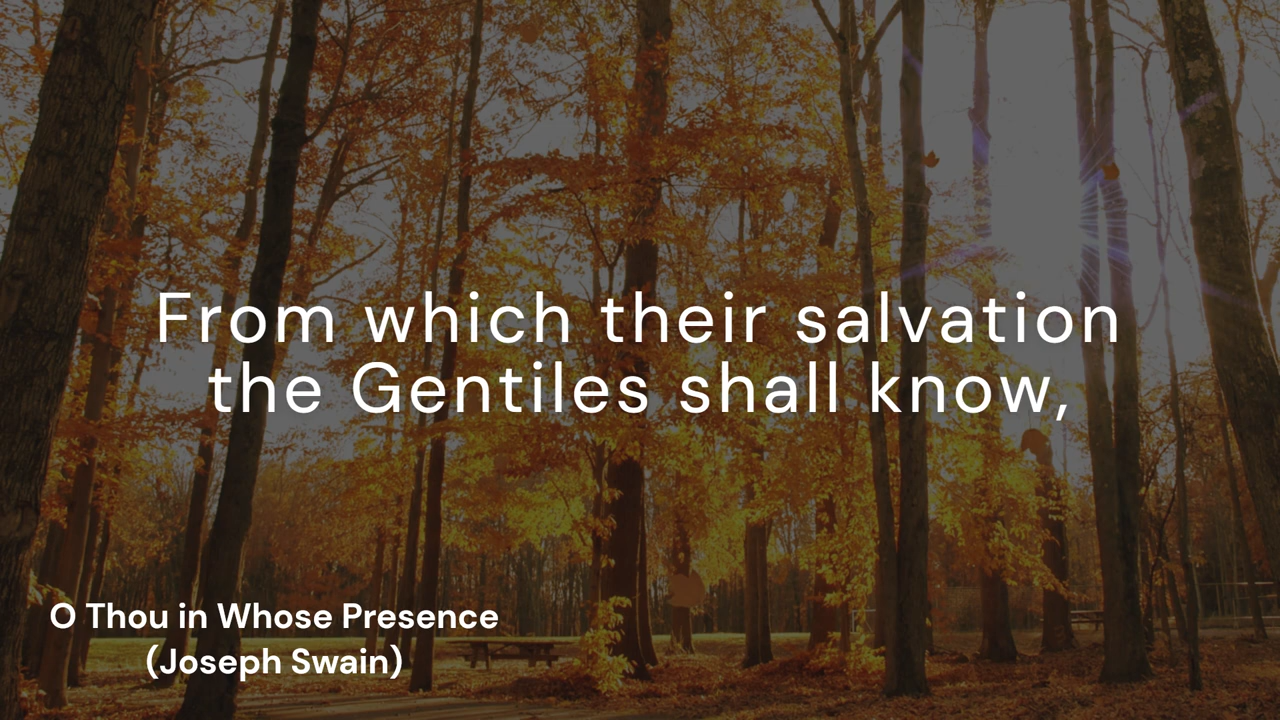 From which their salvation
the Gentiles shall know,
O Thou in Whose Presence
(Joseph Swain)